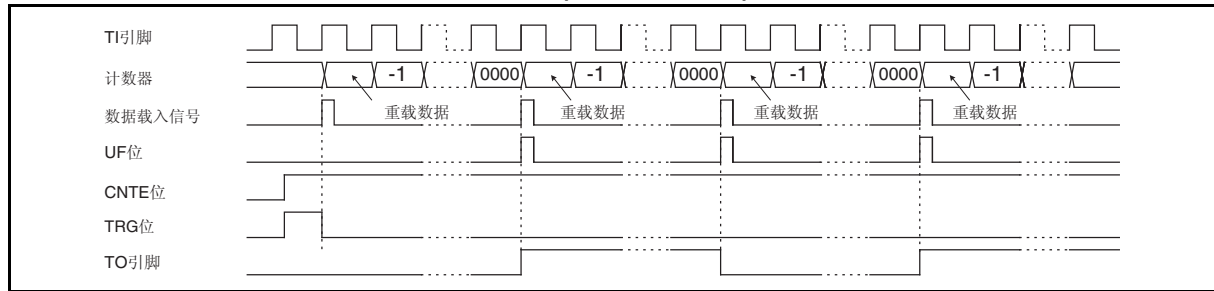 TI引脚
计数器 -1 0000 -1 0000 -1 0000 -1
数据载入信号 重载数据 重载数据 重载数据 重载数据
UF位
CNTE位
TRG位
TO引脚